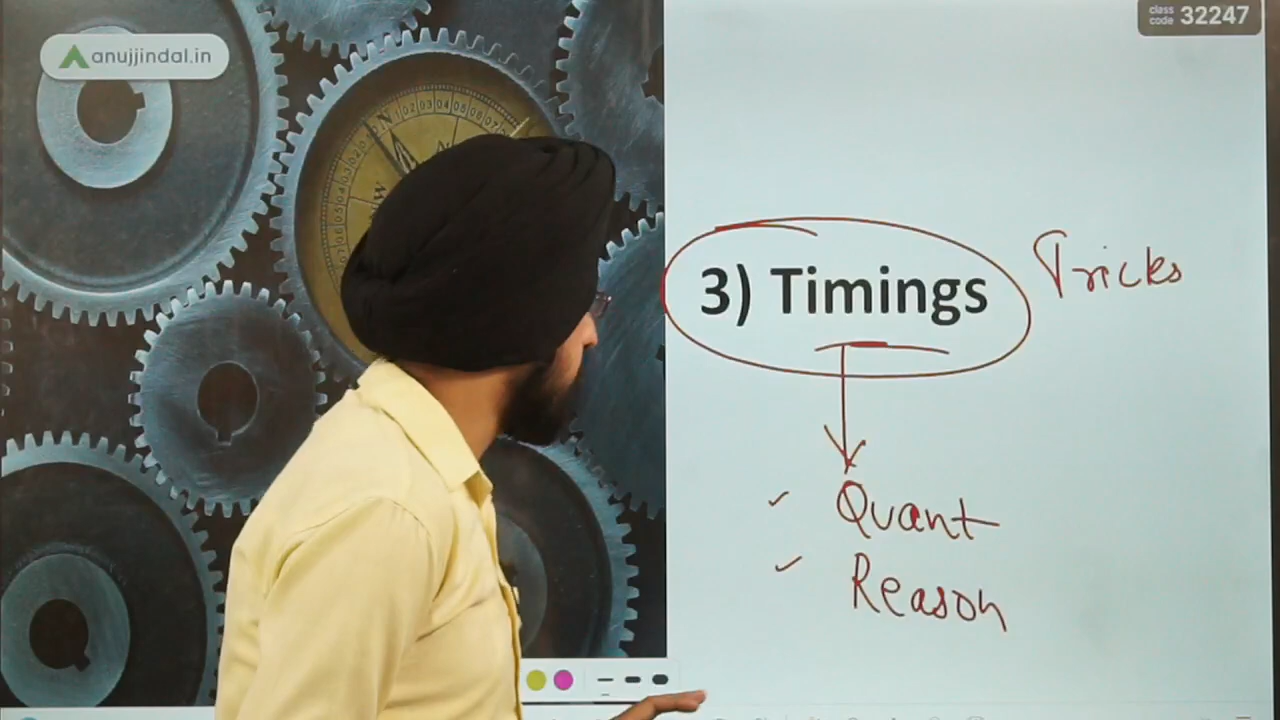 anujjindal.in
class code 32247
3) Timings
Tricks
✓ Quant
✓ Reason